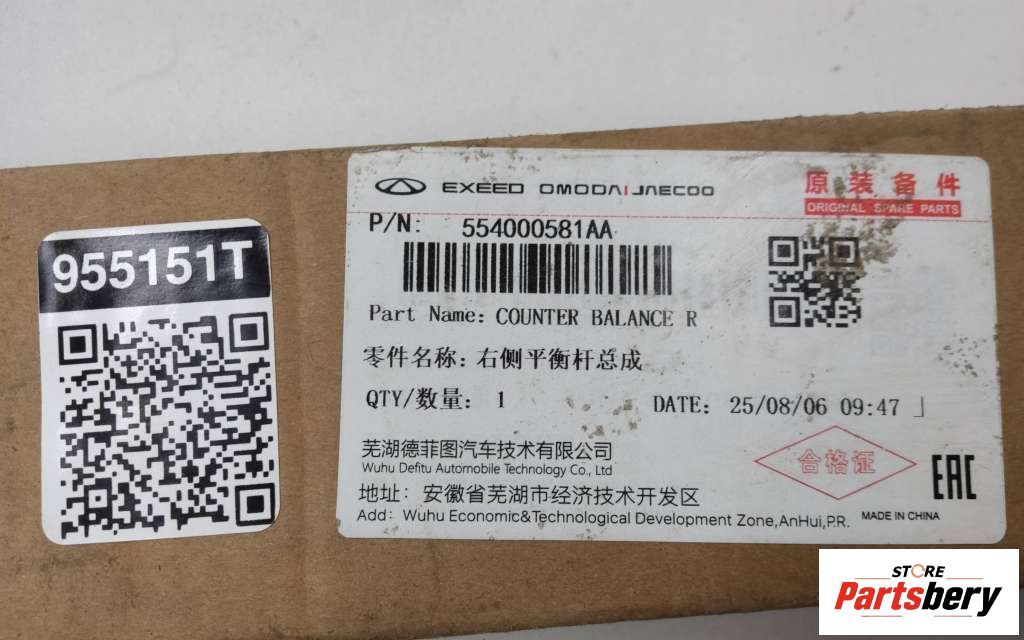 955151T
EXEED OMODA JAECOO
原装备件
ORIGINAL SPARE PARTS
P/N: 554000581AA
Part Name: COUNTER BALANCE R
零件名称: 右侧平衡杆总成
QTY/数量: 1
DATE: 25/08/06 09:47
芜湖德菲图汽车技术有限公司
Wuhu Defitu Automobile Technology Co., Ltd
合格证
EAC
地址: 安徽省芜湖市经济技术开发区
Add: Wuhu Economic&Technological Development Zone,AnHui,P.R.
MADE IN CHINA
STORE
Partsbery